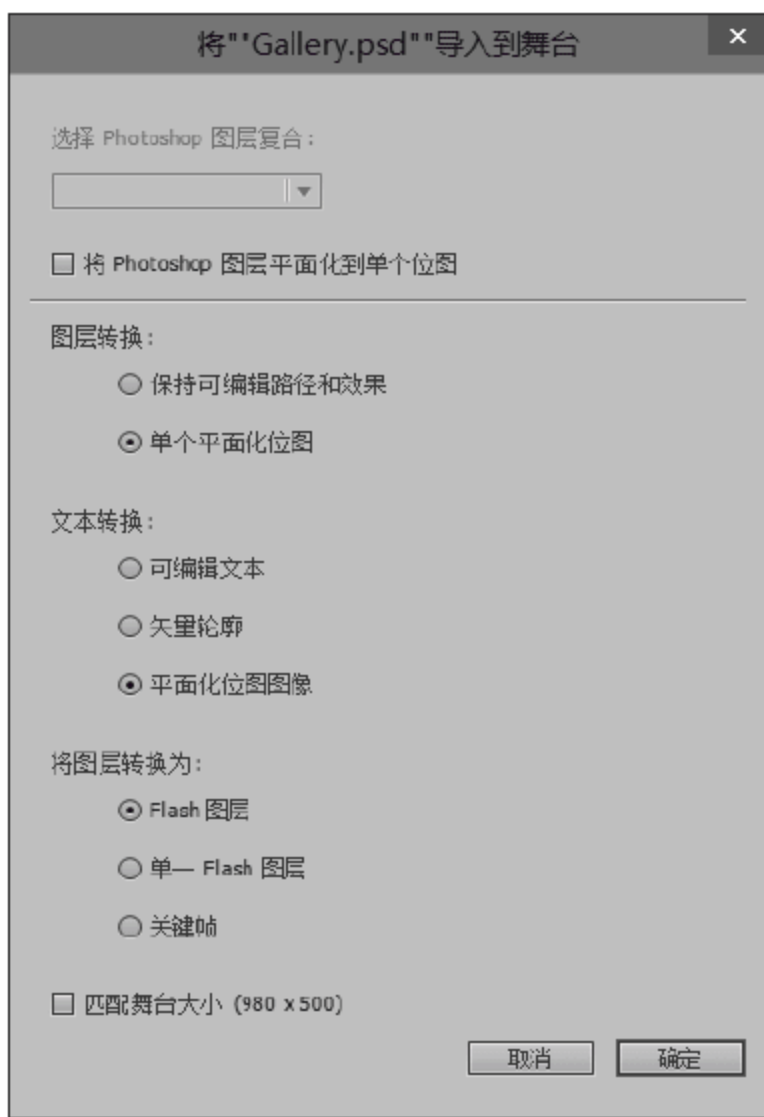 将"'Gallery.psd""导入到舞台
选择 Photoshop 图层复合:
将 Photoshop 图层平面化到单个位图
图层转换:
保持可编辑路径和效果
单个平面化位图
文本转换:
可编辑文本
矢量轮廓
平面化位图图像
将图层转换为:
Flash 图层
单一 Flash 图层
关键帧
匹配舞台大小 (980 x 500)
取消 确定